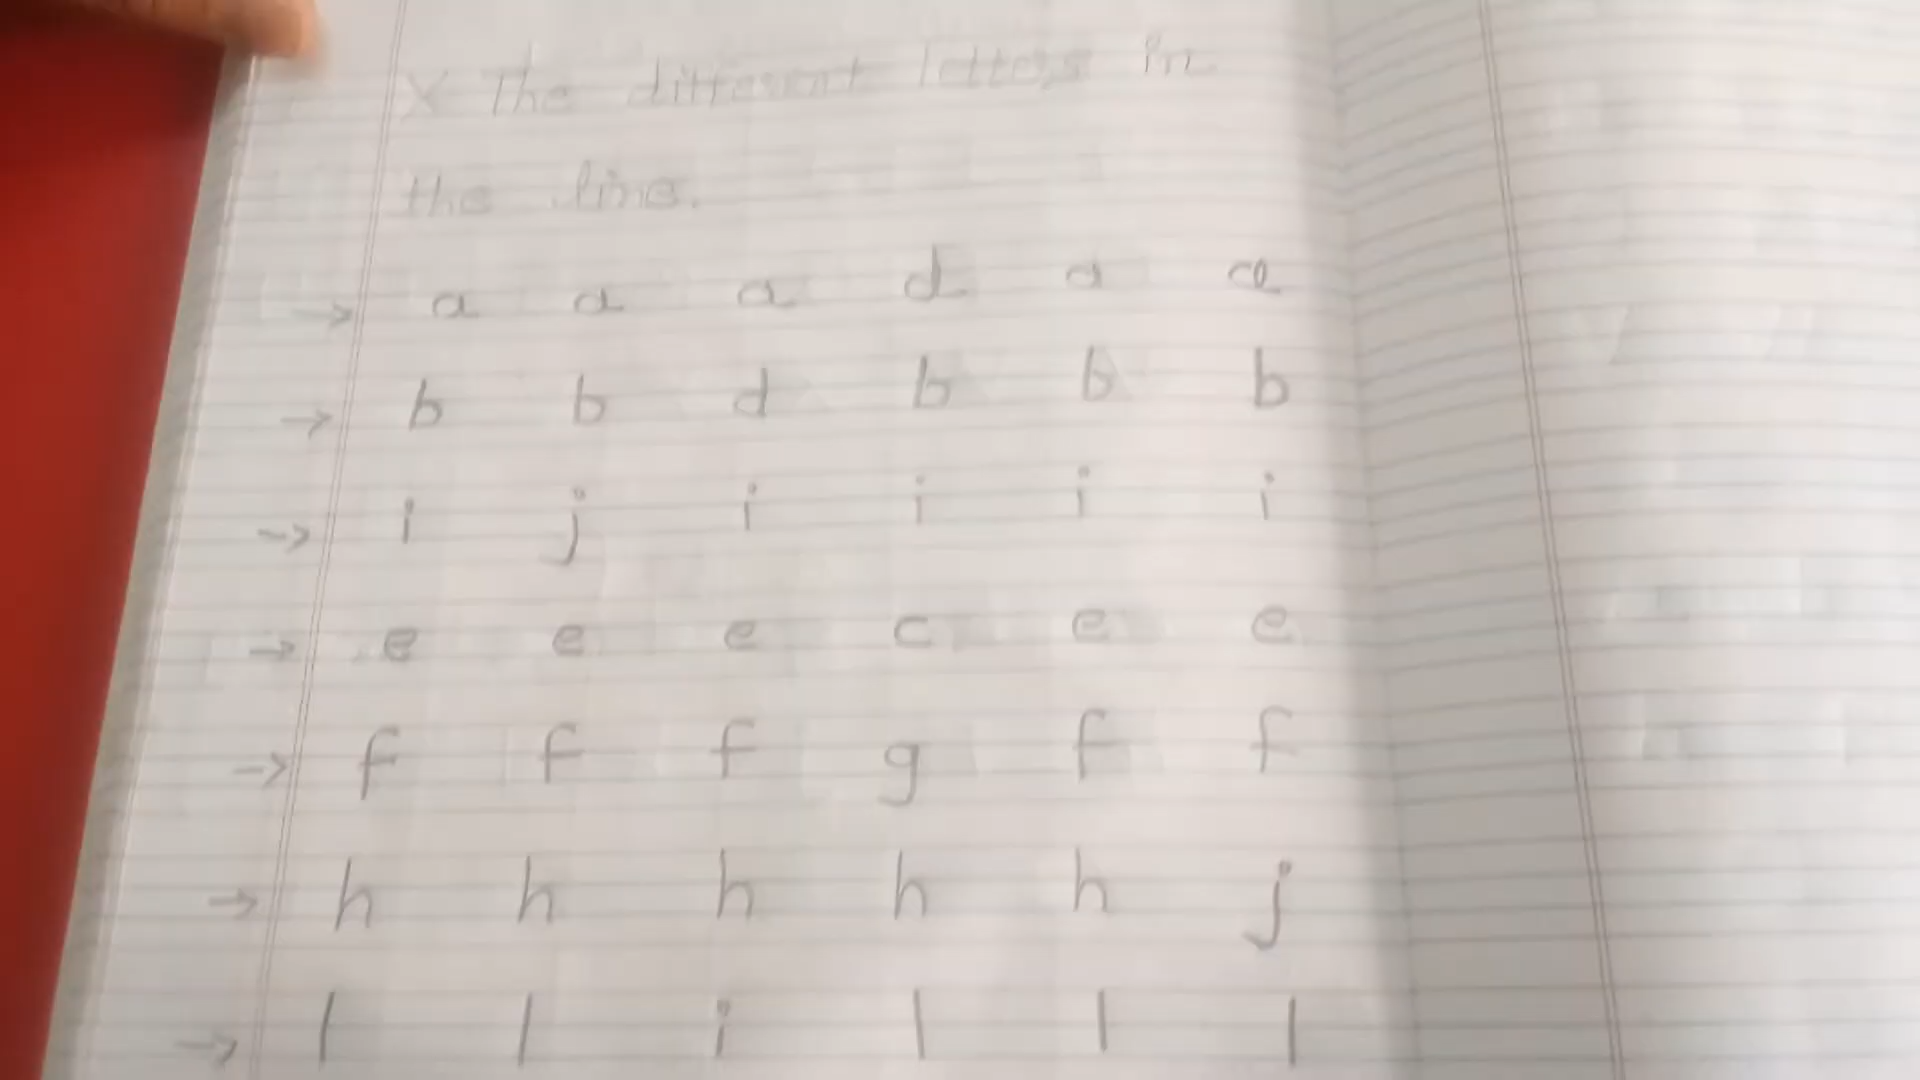 X The different letters in
the line.
→ a a a d a a
→ b b d b b b
→ i j i i i i
→ e e e c e e
→ f f f g f f
→ h h h h h j
→ l l i l l l